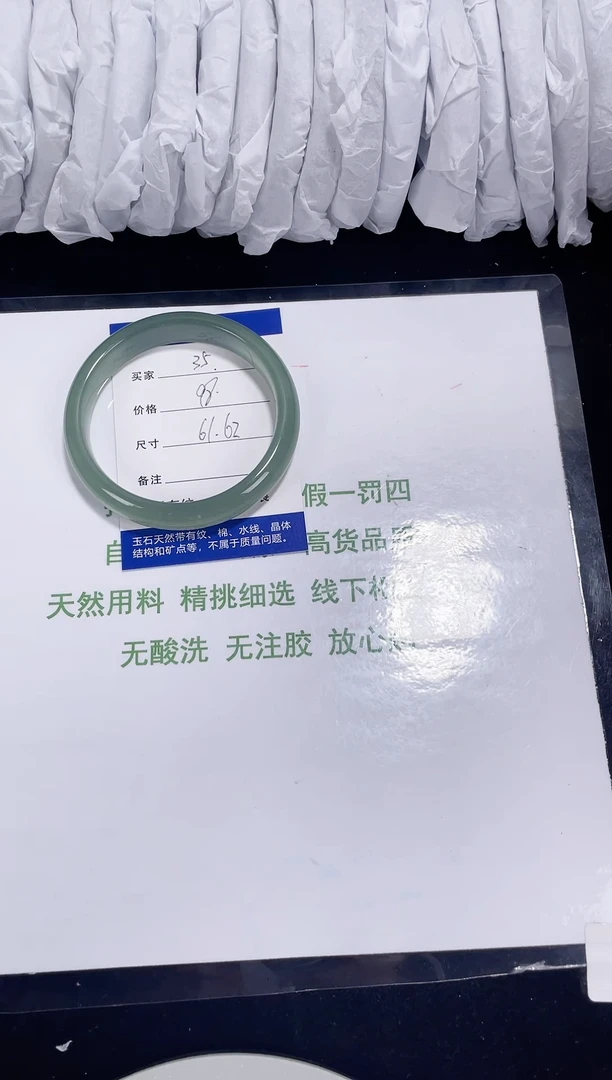 买家 35.
价格 98.
尺寸 61.62
备注
假一罚四
玉石天然带有纹、棉、水线、晶体
结构和矿点等，不属于质量问题。
自 高货品质
天然用料 精挑细选 线下
无酸洗 无注胶 放心